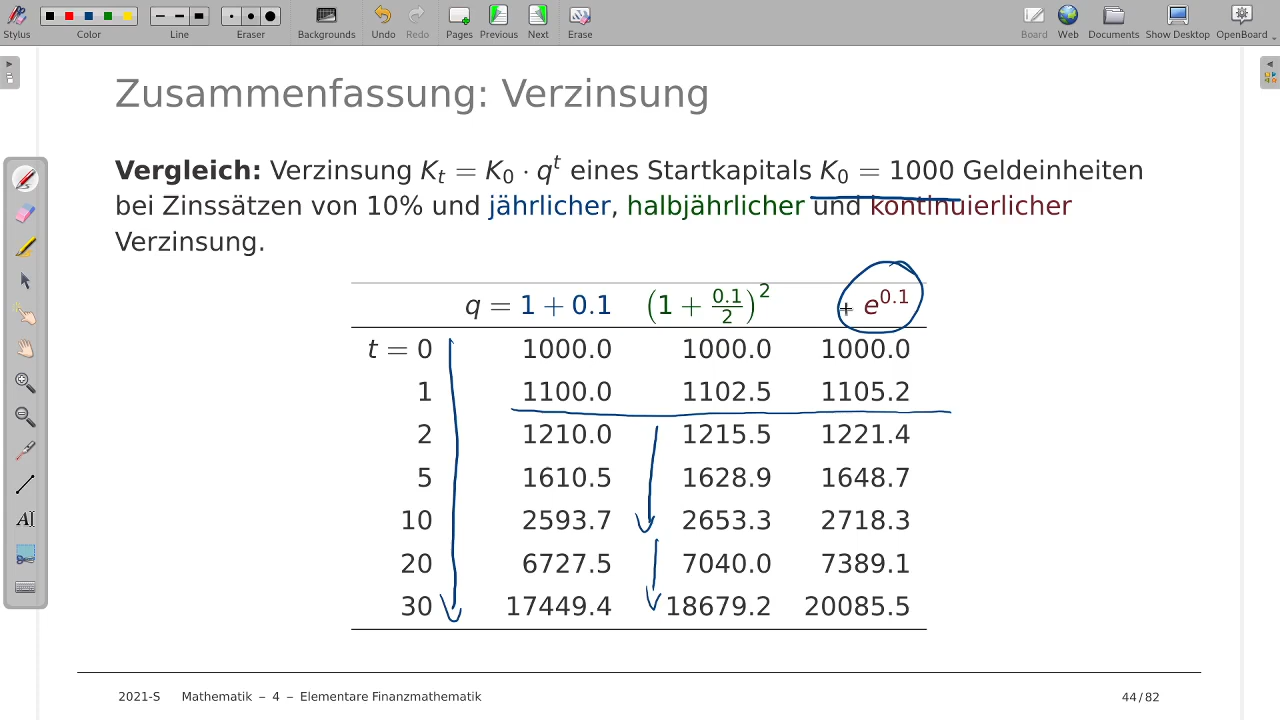 Stylus Color Line Eraser Backgrounds Undo Redo Pages Previous Next Erase Board Web Documents Show Desktop OpenBoard
Zusammenfassung: Verzinsung
Vergleich: Verzinsung Kₜ = K₀ · qᵗ eines Startkapitals K₀ = 1000 Geldeinheiten
bei Zinssätzen von 10% und jährlicher, halbjährlicher und kontinuierlicher
Verzinsung.
q = 1 + 0.1 (1 + 0.1/2)² e^0.1
t = 0 1000.0 1000.0 1000.0
1 1100.0 1102.5 1105.2
2 1210.0 1215.5 1221.4
5 1610.5 1628.9 1648.7
10 2593.7 2653.3 2718.3
20 6727.5 7040.0 7389.1
30 17449.4 18679.2 20085.5
2021-S Mathematik – 4 – Elementare Finanzmathematik 44/82